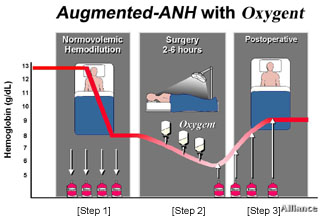 Augmented-ANH with Oxygent
Normovolemic
Hemodilution
Surgery
2-6 hours
Postoperative
Hemoglobin (g/dL)
13
12
11
10
9
8
7
6
5
Oxygent
Alliance
[Step 1]
[Step 2]
[Step 3]